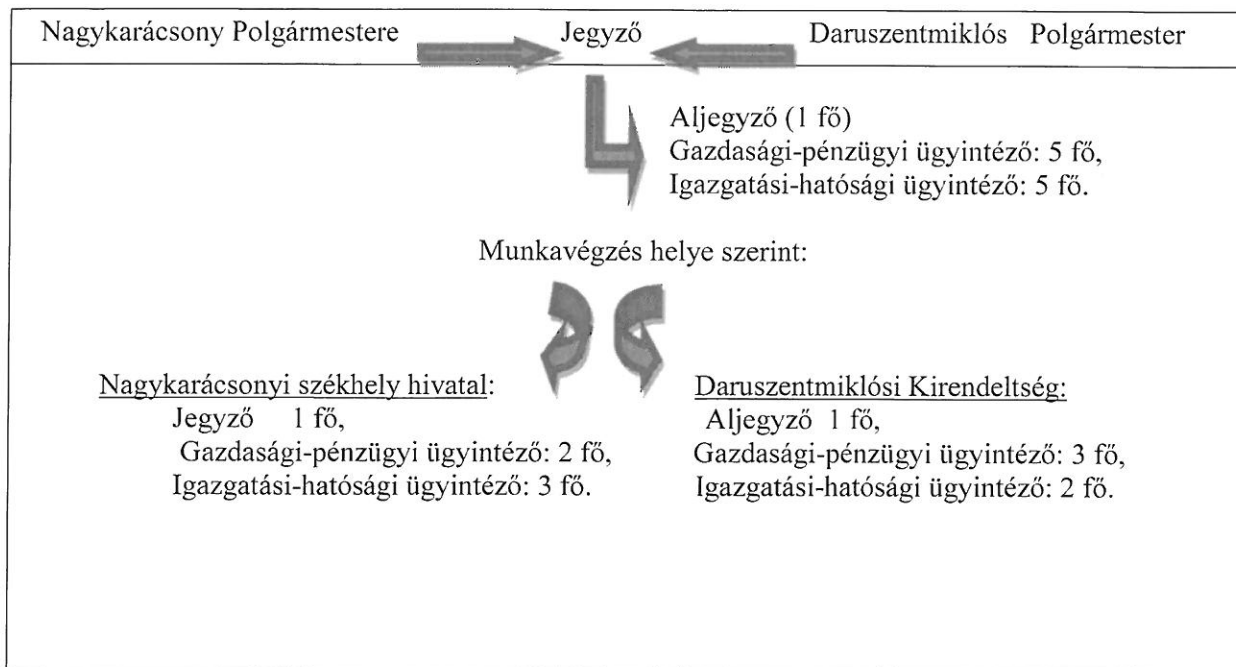 Nagykarácsony Polgármestere Jegyző Daruszentmiklós Polgármester
Aljegyző (1 fő)
Gazdasági-pénzügyi ügyintéző: 5 fő,
Igazgatási-hatósági ügyintéző: 5 fő.
Munkavégzés helye szerint:
Nagykarácsonyi székhely hivatal:
Jegyző 1 fő,
Gazdasági-pénzügyi ügyintéző: 2 fő,
Igazgatási-hatósági ügyintéző: 3 fő.
Daruszentmiklósi Kirendeltség:
Aljegyző 1 fő,
Gazdasági-pénzügyi ügyintéző: 3 fő,
Igazgatási-hatósági ügyintéző: 2 fő.